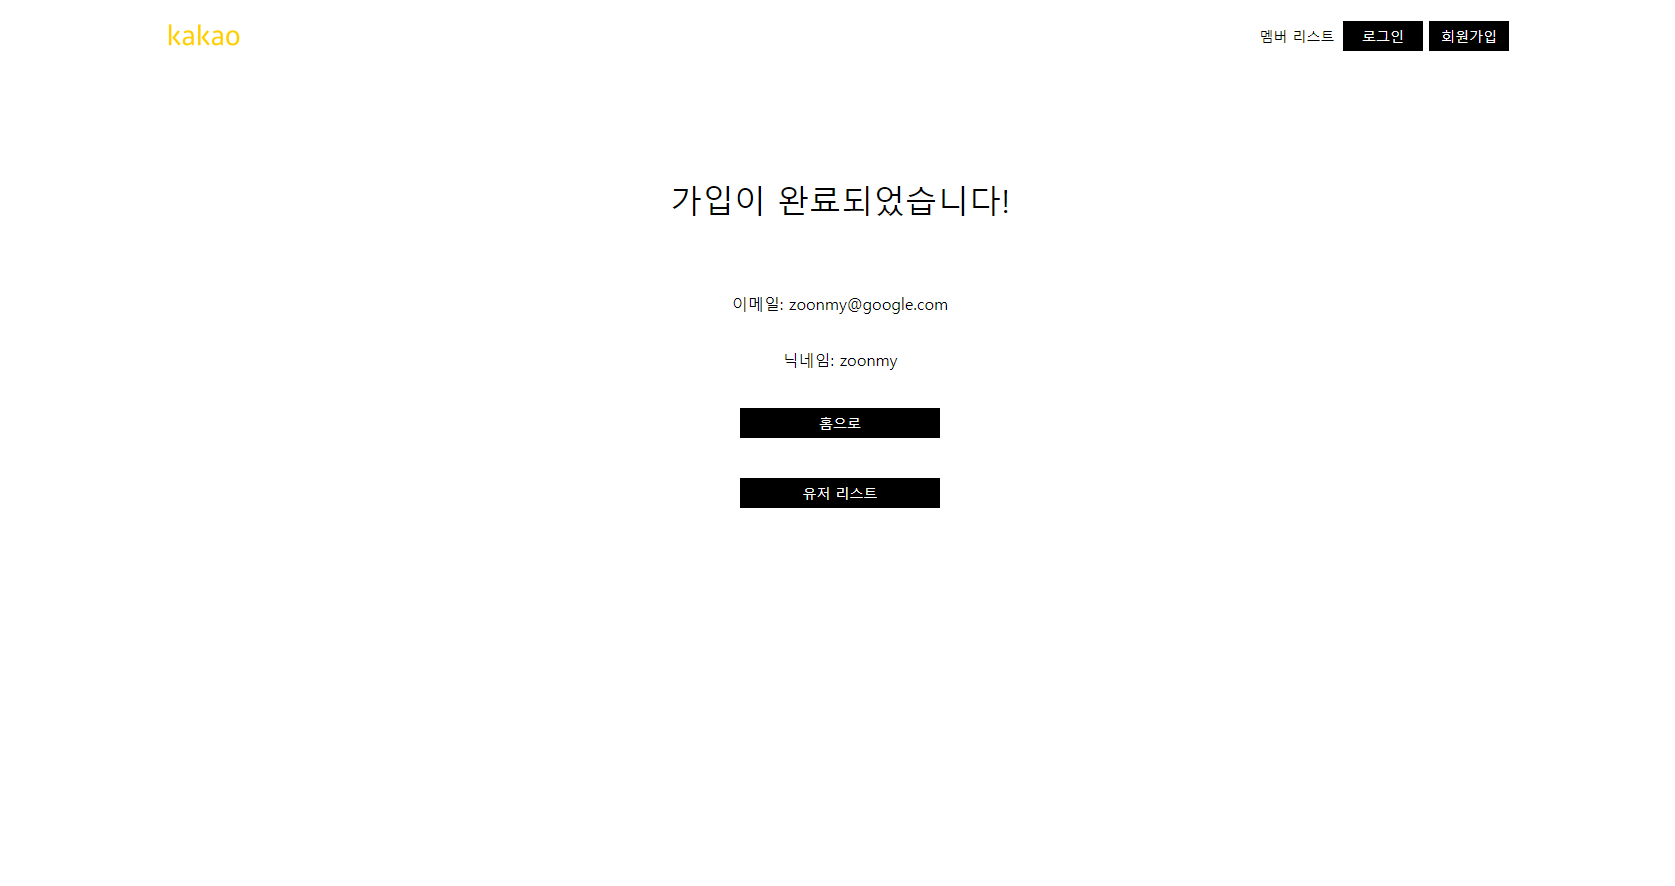 kakao
멤버 리스트 로그인 회원가입
가입이 완료되었습니다!
이메일: zoonmy@google.com
닉네임: zoonmy
홈으로
유저 리스트